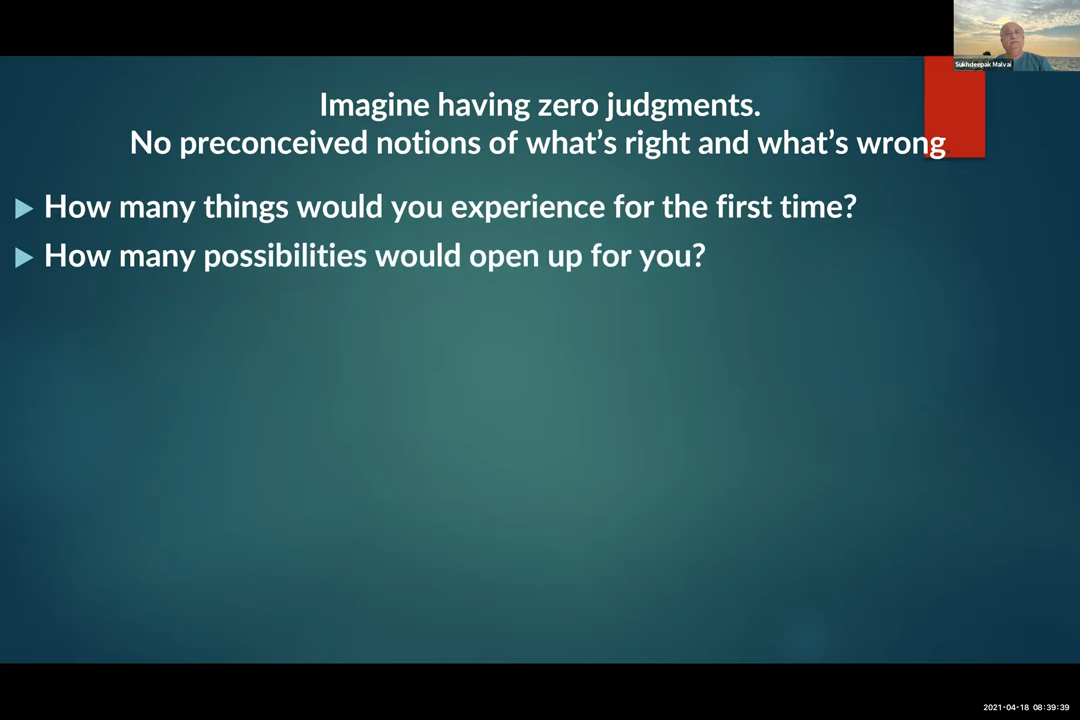 Sukhdeepak Malvai
Imagine having zero judgments.
No preconceived notions of what’s right and what’s wrong
How many things would you experience for the first time?
How many possibilities would open up for you?
2021-04-18 08:39:39